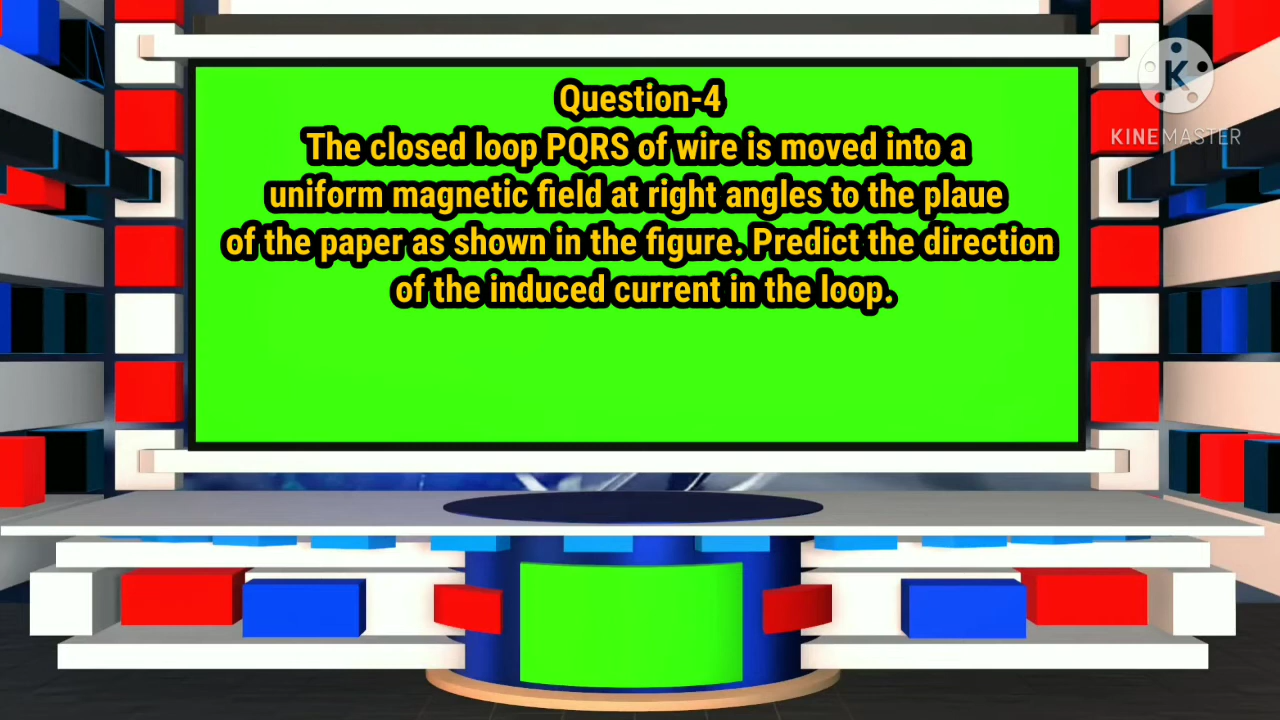 Question-4
The closed loop PQRS of wire is moved into a
uniform magnetic field at right angles to the plaue
of the paper as shown in the figure. Predict the direction
of the induced current in the loop.
K
KINEMASTER